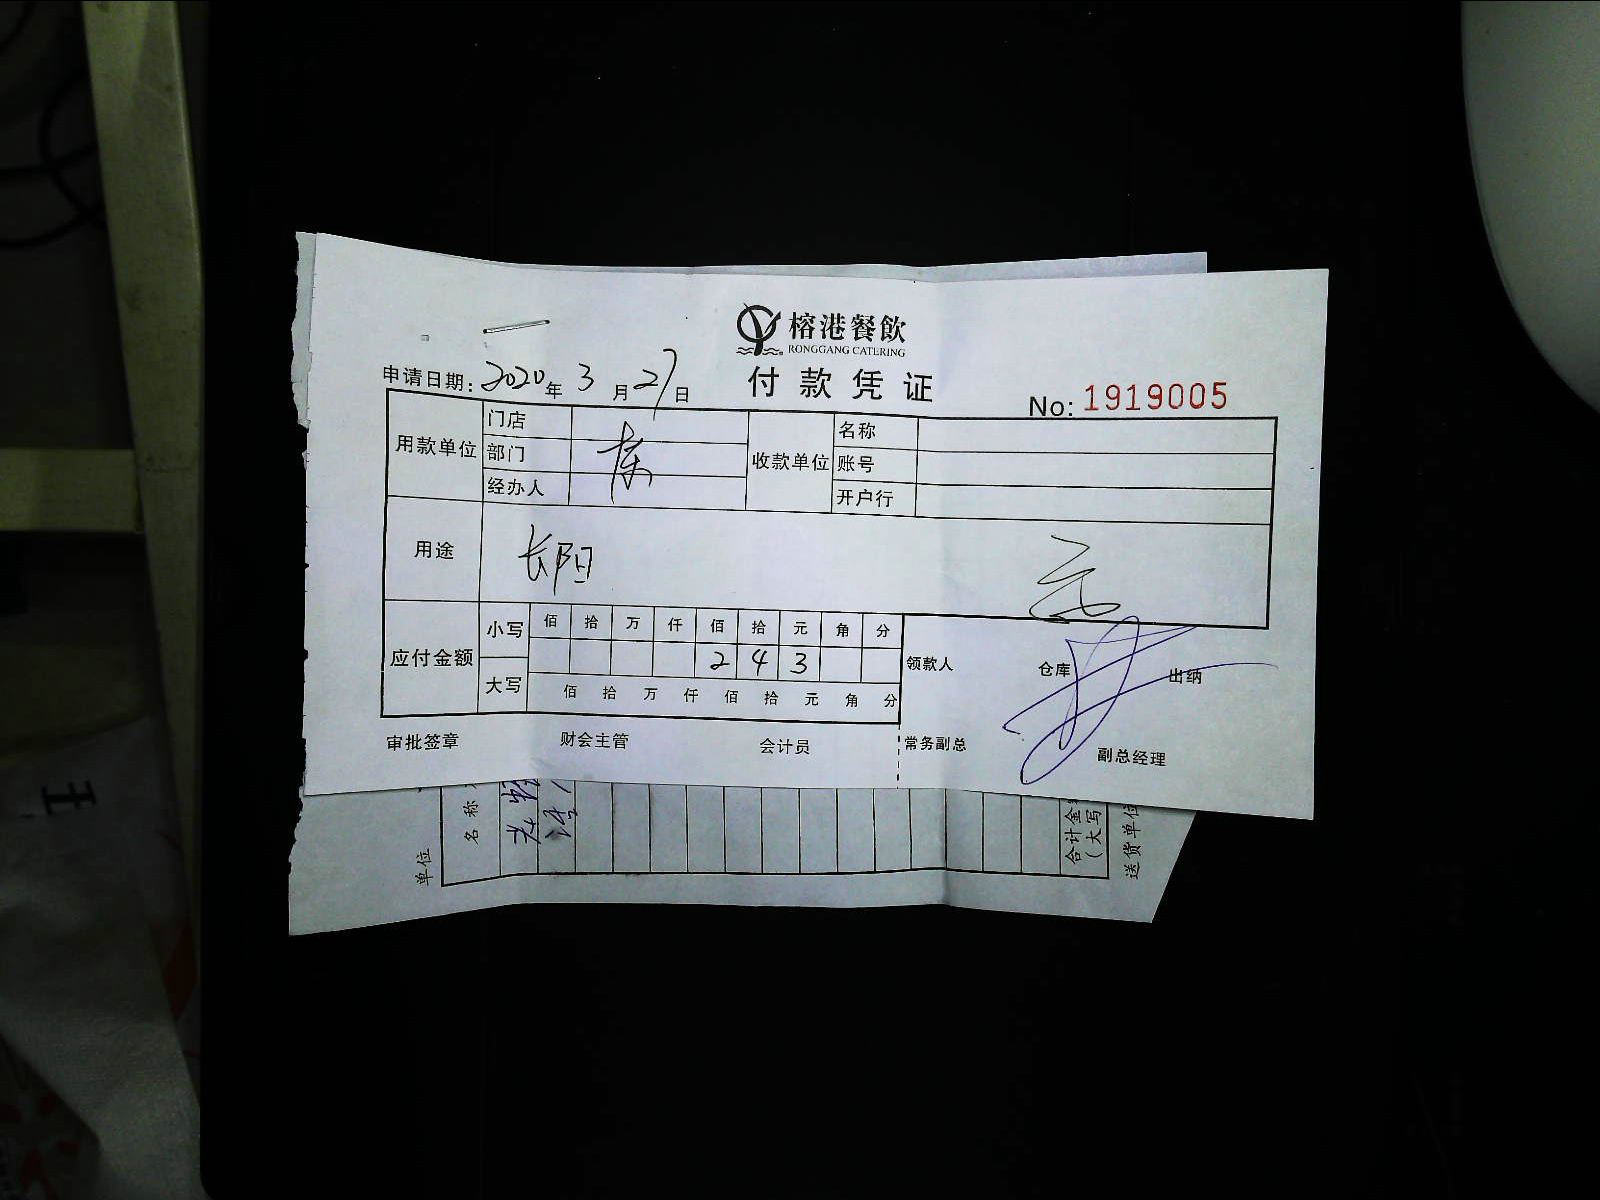 榕港餐飲
RONGGANG CATERING
付款凭证
申请日期: 2020年3月27日
No: 1919005
用款单位 门店 收款单位 名称
部门 账号
经办人 开户行
用途 长阳
应付金额 小写 佰 拾 万 仟 佰 拾 元 角 分
2 4 3
大写 佰 拾 万 仟 佰 拾 元 角 分
领款人 仓库 出纳
审批签章 财会主管 会计员 常务副总 副总经理
单位
名称
合计金
(大写
送货单位
王